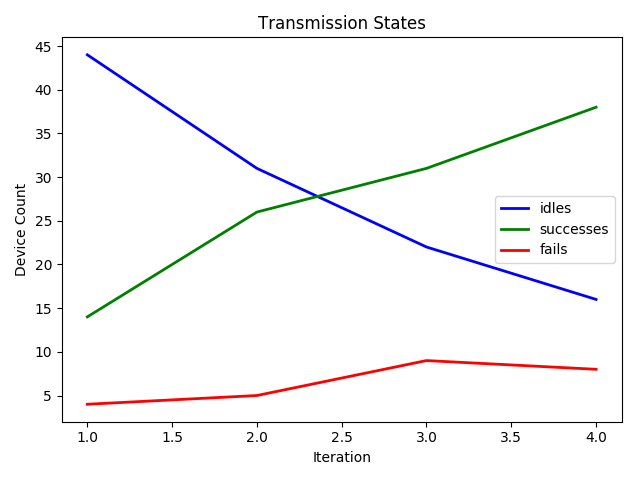 Transmission States
Device Count
45
40
35
30
25
20
15
10
5
idles
successes
fails
1.0 1.5 2.0 2.5 3.0 3.5 4.0
Iteration